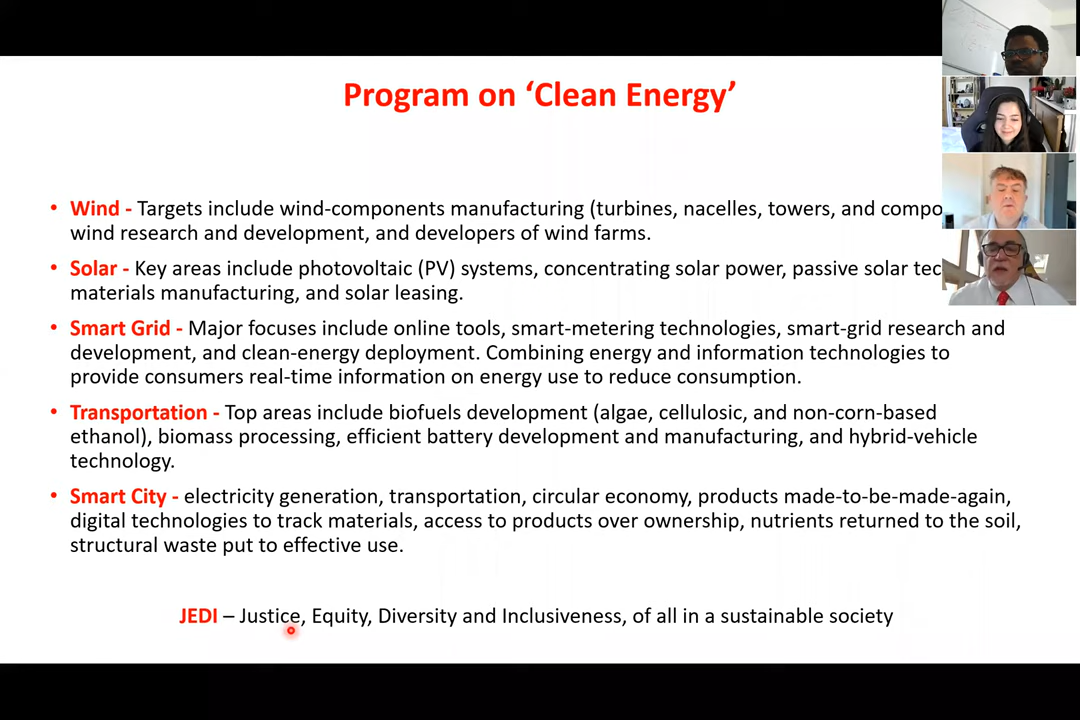 Program on ‘Clean Energy’
• Wind - Targets include wind-components manufacturing (turbines, nacelles, towers, and
wind research and development, and developers of wind farms.
• Solar - Key areas include photovoltaic (PV) systems, concentrating solar power, passive solar
materials manufacturing, and solar leasing.
• Smart Grid - Major focuses include online tools, smart-metering technologies, smart-grid research and
development, and clean-energy deployment. Combining energy and information technologies to
provide consumers real-time information on energy use to reduce consumption.
• Transportation - Top areas include biofuels development (algae, cellulosic, and non-corn-based
ethanol), biomass processing, efficient battery development and manufacturing, and hybrid-vehicle
technology.
• Smart City - electricity generation, transportation, circular economy, products made-to-be-made-again,
digital technologies to track materials, access to products over ownership, nutrients returned to the soil,
structural waste put to effective use.
JEDI – Justice, Equity, Diversity and Inclusiveness, of all in a sustainable society